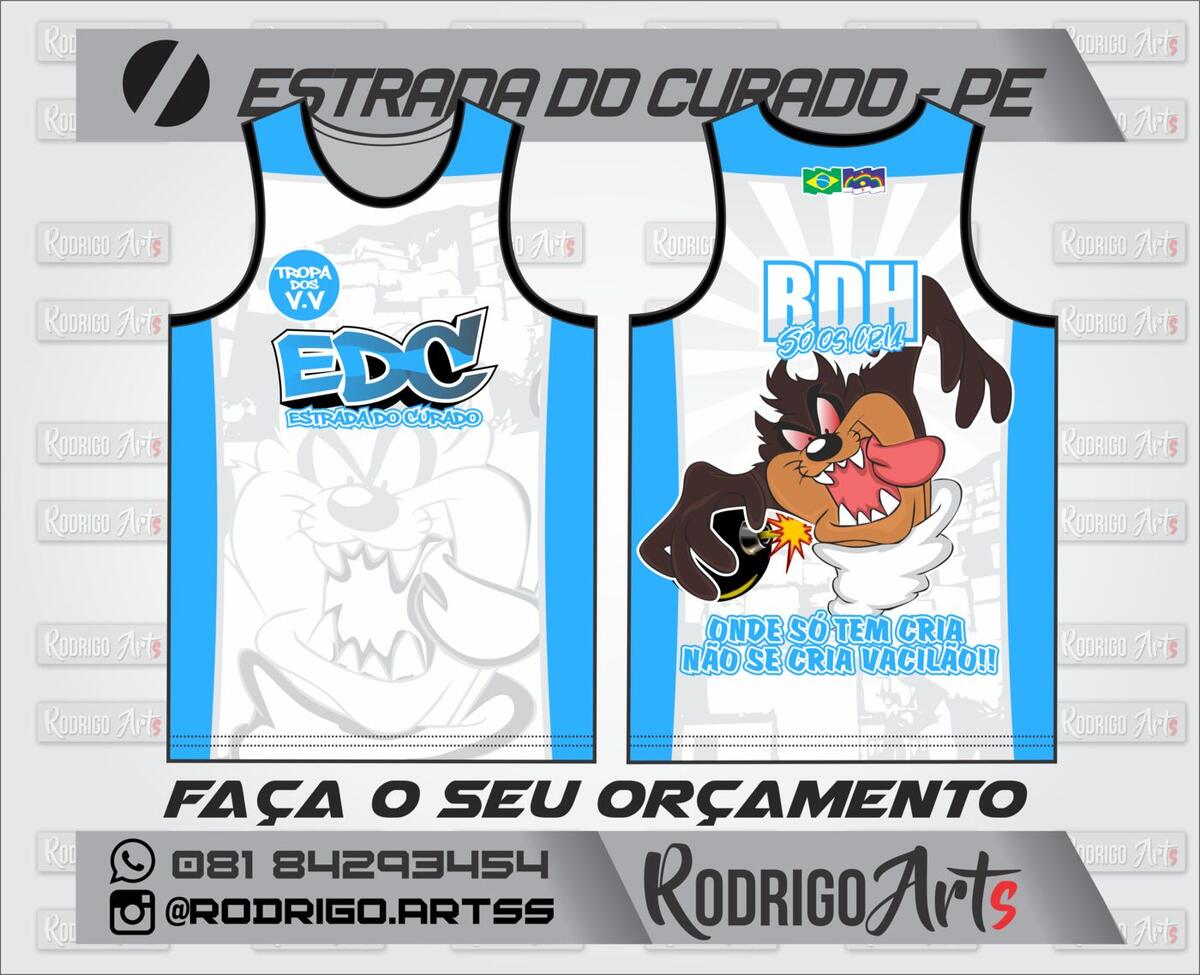 ESTRADA DO CURADO - PE
TROPA
DOS
V.V
EDC
ESTRADA DO CURADO
BDH
SÓ OS CRIA
ONDE SÓ TEM CRIA
NÃO SE CRIA VACILÃO!!
FAÇA O SEU ORÇAMENTO
081 84293454
@RODRIGO.ARTSS
RODRIGO ArtS